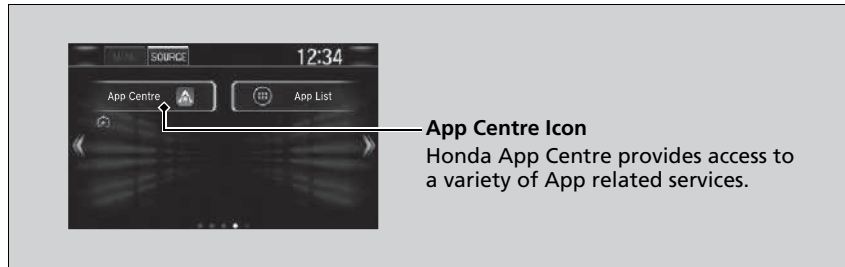 SOURCE
12:34
App Centre
App List
App Centre Icon
Honda App Centre provides access to
a variety of App related services.